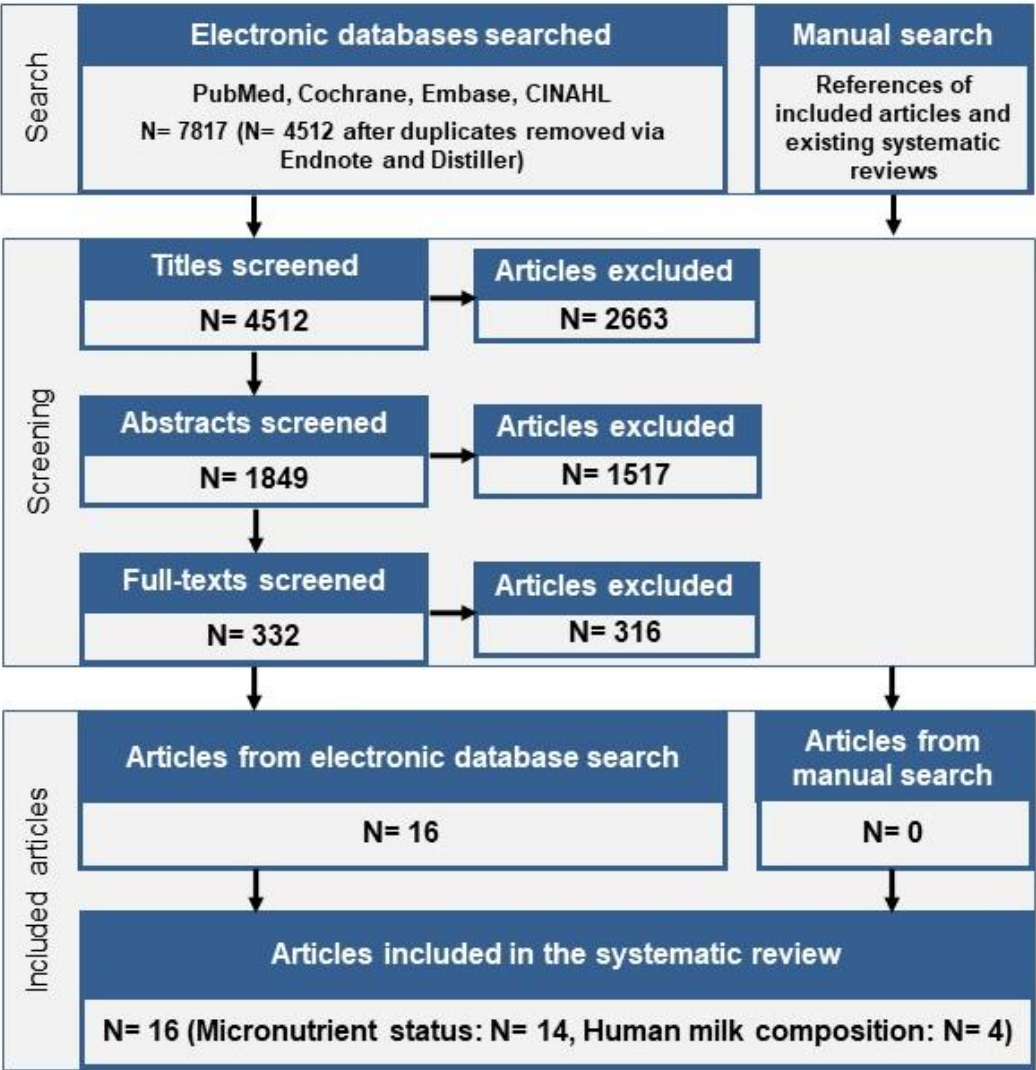 Search
Electronic databases searched
PubMed, Cochrane, Embase, CINAHL
N= 7817 (N= 4512 after duplicates removed via
Endnote and Distiller)
Manual search
References of
included articles and
existing systematic
reviews
Screening
Titles screened
N= 4512
Articles excluded
N= 2663
Abstracts screened
N= 1849
Articles excluded
N= 1517
Full-texts screened
N= 332
Articles excluded
N= 316
Included articles
Articles from electronic database search
N= 16
Articles from
manual search
N= 0
Articles included in the systematic review
N= 16 (Micronutrient status: N= 14, Human milk composition: N= 4)